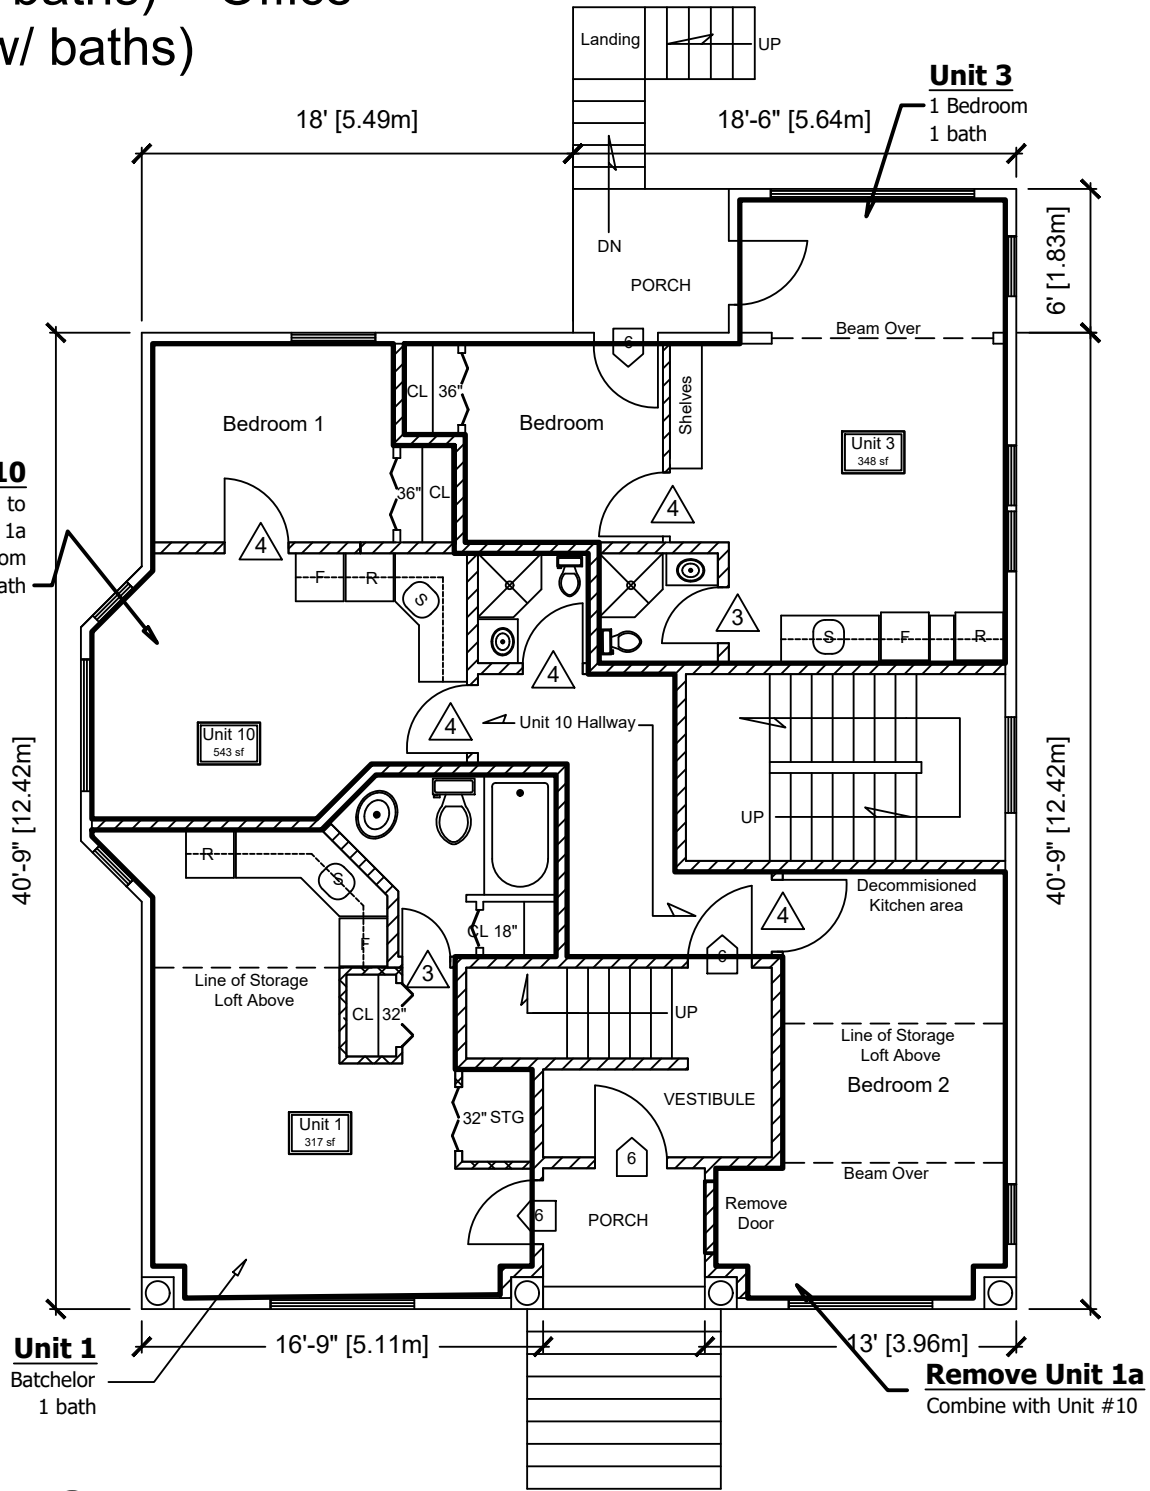 baths) - Office
w/ baths)
Landing
UP
Unit 3
1 Bedroom
1 bath
18' [5.49m]
18'-6" [5.64m]
6' [1.83m]
DN
PORCH
Beam Over
6
CL
36"
Bedroom 1
Bedroom
Shelves
Unit 3
348 sf
10
to
1a
om
ath
36"
CL
4
4
F
R
S
3
S
F
R
4
4
Unit 10 Hallway
Unit 10
543 sf
40'-9" [12.42m]
40'-9" [12.42m]
UP
R
S
F
CL 18"
3
6
4
Decommisioned
Kitchen area
Line of Storage
Loft Above
CL
32"
UP
Line of Storage
Loft Above
Bedroom 2
VESTIBULE
32" STG
Unit 1
317 sf
6
Beam Over
6
PORCH
Remove
Door
Unit 1
Batchelor
1 bath
16'-9" [5.11m]
13' [3.96m]
Remove Unit 1a
Combine with Unit #10